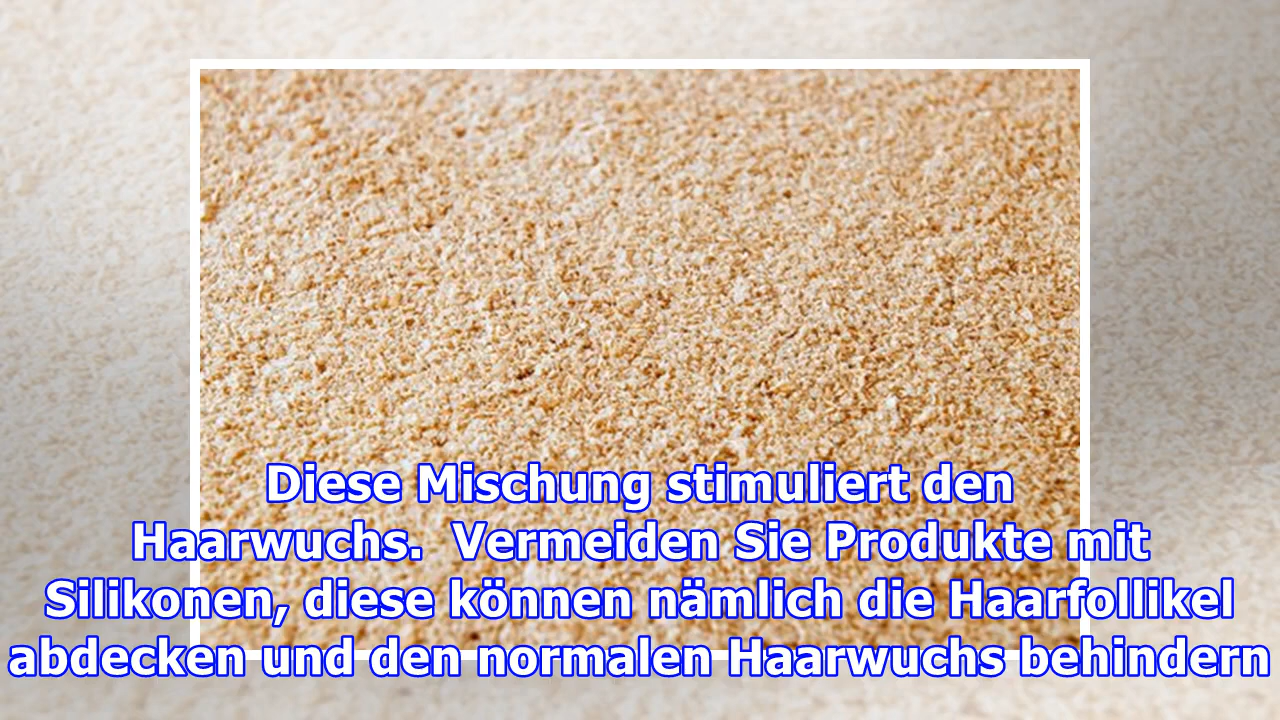 Diese Mischung stimuliert den
Haarwuchs.  Vermeiden Sie Produkte mit
Silikonen, diese können nämlich die Haarfollikel
abdecken und den normalen Haarwuchs behindern